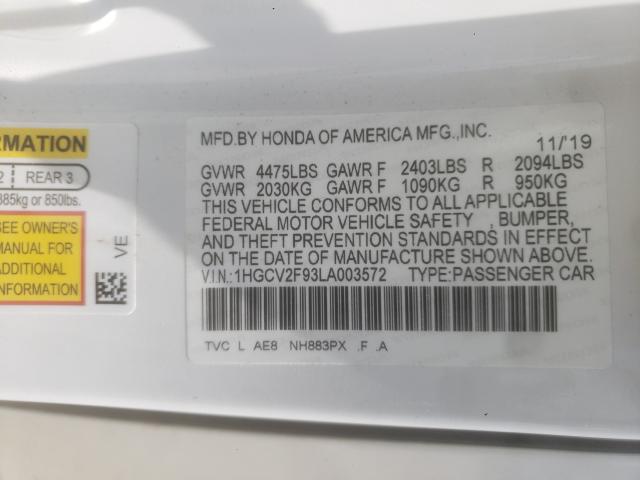 RMATION
2 REAR 3
385kg or 850lbs.
SEE OWNER'S
MANUAL FOR
ADDITIONAL
INFORMATION
VE
MFD.BY HONDA OF AMERICA MFG.,INC. 11/'19
GVWR 4475LBS GAWR F 2403LBS R 2094LBS
GVWR 2030KG GAWR F 1090KG R 950KG
THIS VEHICLE CONFORMS TO ALL APPLICABLE
FEDERAL MOTOR VEHICLE SAFETY , BUMPER,
AND THEFT PREVENTION STANDARDS IN EFFECT
ON THE DATE OF MANUFACTURE SHOWN ABOVE.
V.I.N.:1HGCV2F93LA003572 TYPE:PASSENGER CAR
TVC L AE8 NH883PX .F .A